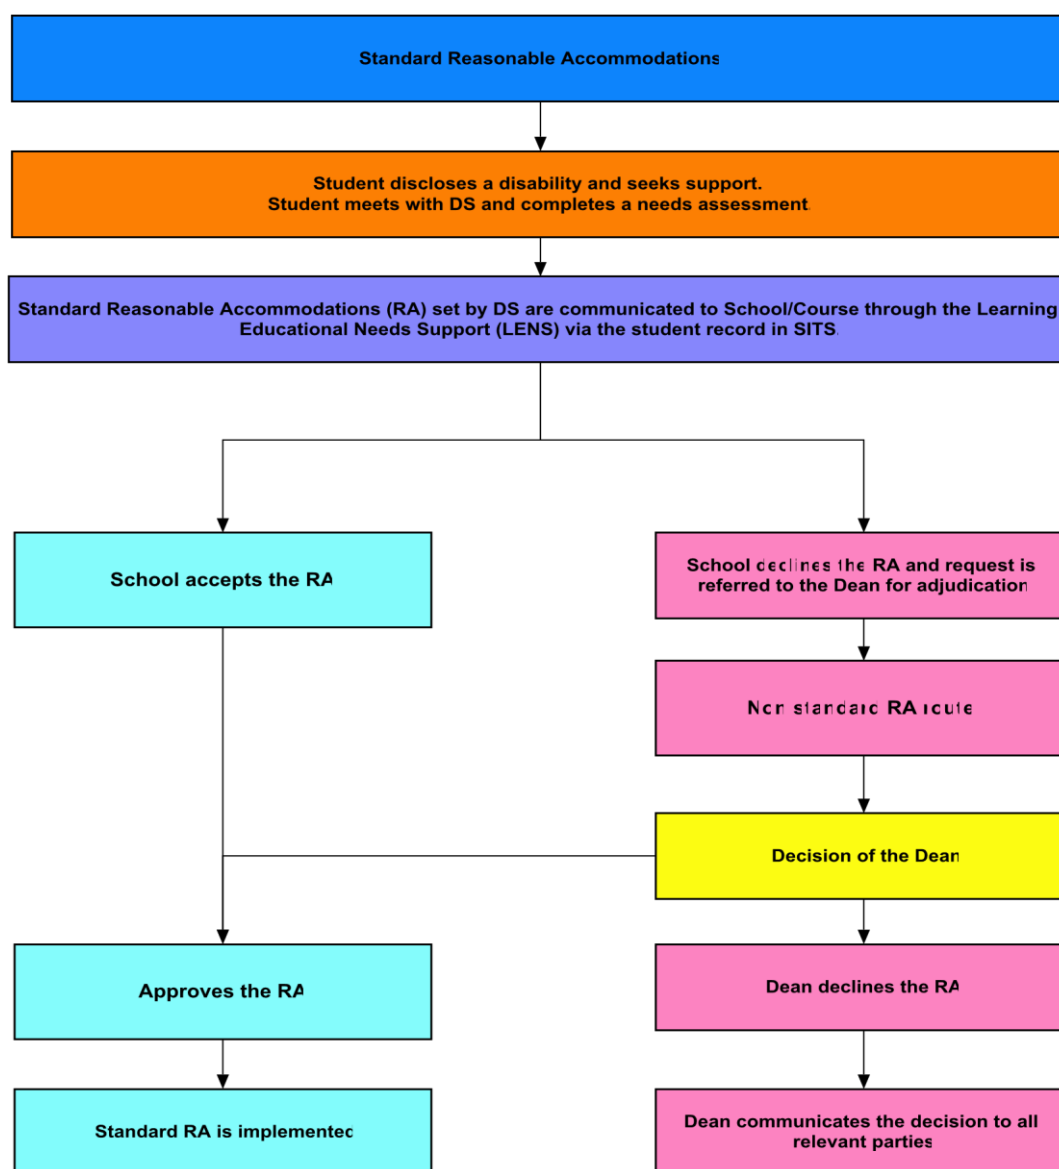 Standard Reasonable Accommodations
Student discloses a disability and seeks support.
Student meets with DS and completes a needs assessment
Standard Reasonable Accommodations (RA) set by DS are communicated to School/Course through the Learning
Educational Needs Support (LENS) via the student record in SITS
School accepts the RA
School declines the RA and request is
referred to the Dean for adjudication
Non standard RA route
Decision of the Dean
Approves the RA
Dean declines the RA
Standard RA is implemented
Dean communicates the decision to all
relevant parties